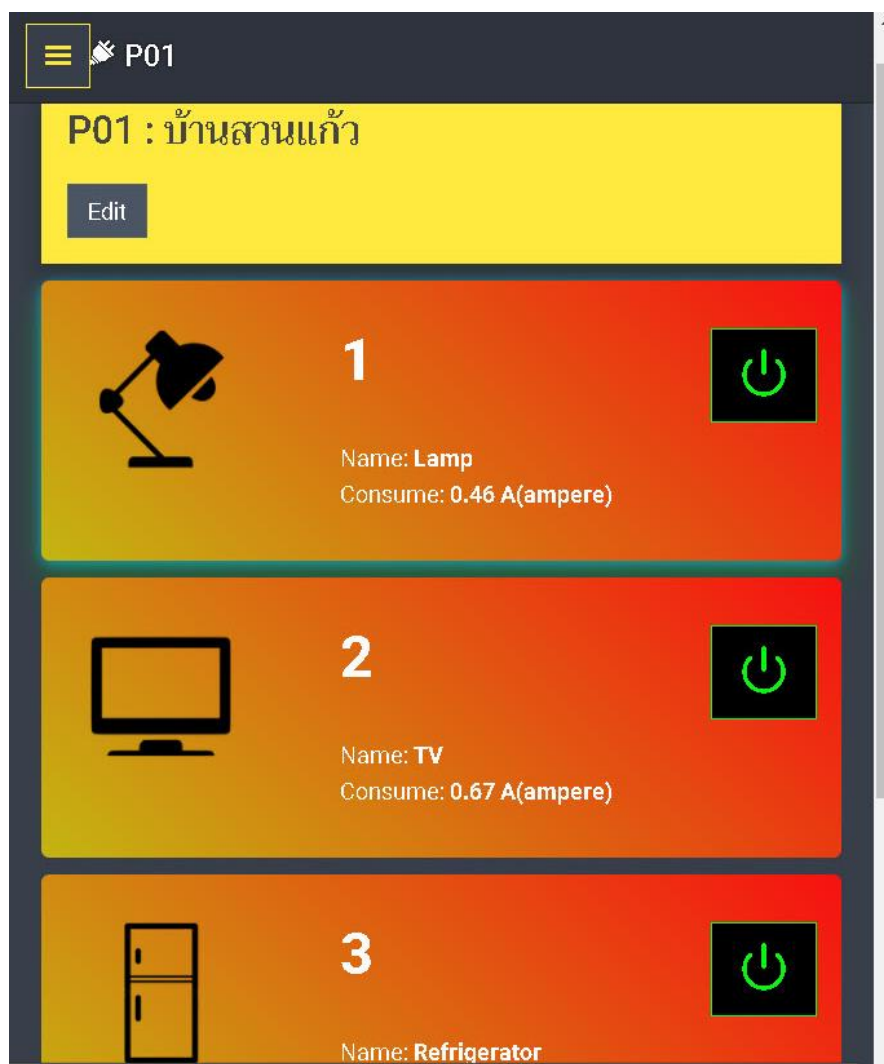 P01
P01 : บ้านสวนแก้ว
Edit
1
Name: Lamp
Consume: 0.46 A(ampere)
2
Name: TV
Consume: 0.67 A(ampere)
3
Name: Refrigerator